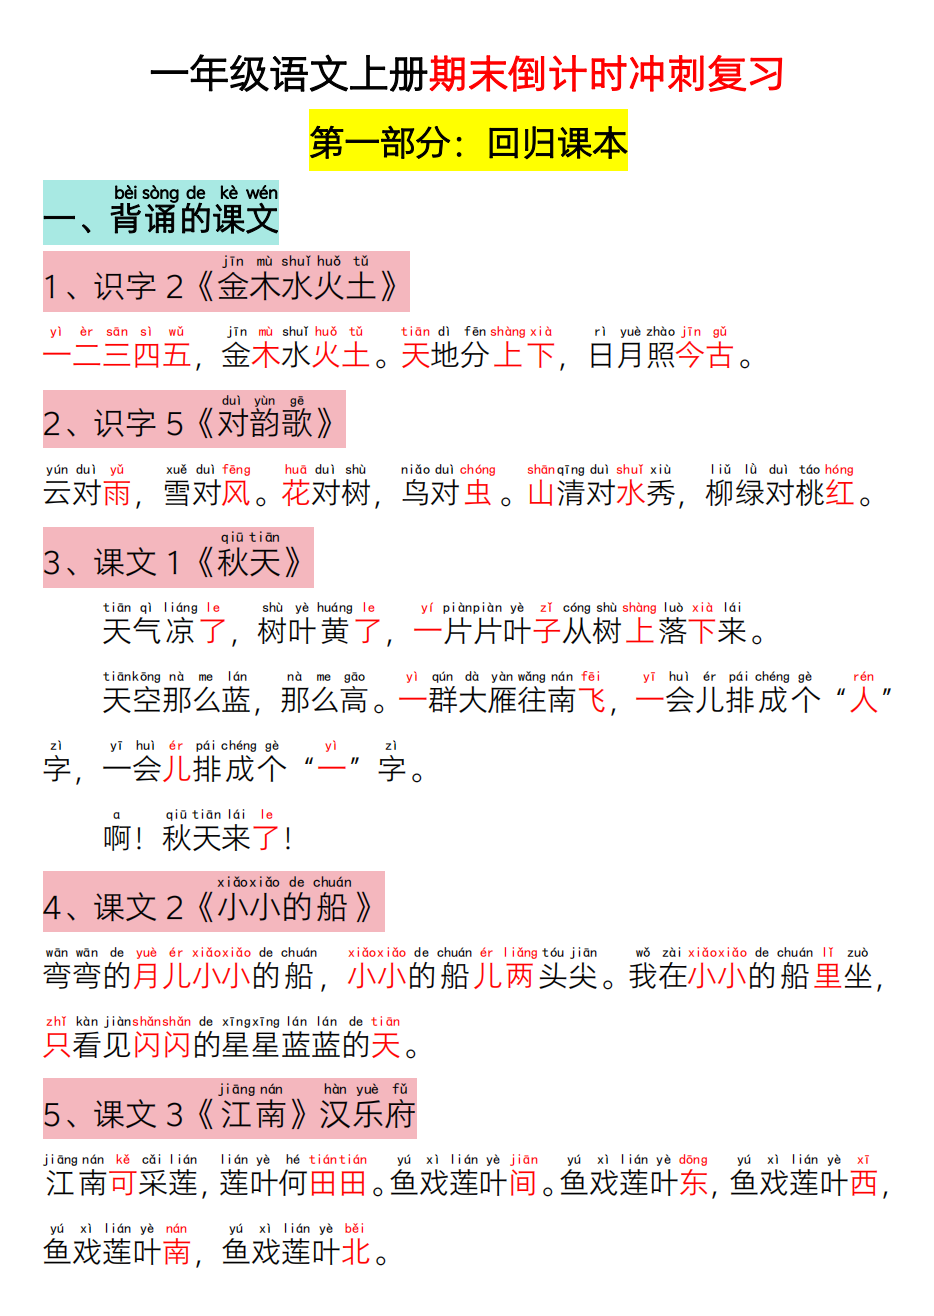 一年级语文上册期末倒计时冲刺复习
第一部分：回归课本
bèi sòng de kè wén
一、背诵的课文
jīn mù shuǐ huǒ tǔ
1、识字 2《金木水火土》
yì èr sān sì wǔ jīn mù shuǐ huǒ tǔ tiān dì fēn shàng xià rì yuè zhào jīn gǔ
一二三四五，金木水火土。天地分上下，日月照今古。
duì yùn gē
2、识字 5《对韵歌》
yún duì yǔ xuě duì fēng huā duì shù niǎo duì chóng shān qīng duì shuǐ xiù liǔ lǜ duì táo hóng
云对雨，雪对风。花对树，鸟对虫。山清对水秀，柳绿对桃红。
qiū tiān
3、课文 1《秋天》
tiān qì liáng le shù yè huáng le yí piàn piàn yè zǐ cóng shù shàng luò xià lái
天气凉了，树叶黄了，一片片叶子从树上落下来。
tiān kōng nà me lán nà me gāo yì qún dà yàn wǎng nán fēi yī huì ér pái chéng gè rén
天空那么蓝，那么高。一群大雁往南飞，一会儿排成个“人”
zì yī huì ér pái chéng gè yì zì
字，一会儿排成个“一”字。
ɑ qiū tiān lái le
啊！秋天来了！
xiǎo xiǎo de chuán
4、课文 2《小小的船》
wān wān de yuè ér xiǎo xiǎo de chuán xiǎo xiǎo de chuán ér liǎng tóu jiān wǒ zài xiǎo xiǎo de chuán lǐ zuò
弯弯的月儿小小的船，小小的船儿两头尖。我在小小的船里坐，
zhǐ kàn jiàn shǎn shǎn de xīng xīng lán lán de tiān
只看见闪闪的星星蓝蓝的天。
jiāng nán hàn yuè fǔ
5、课文 3《江南》汉乐府
jiāng nán kě cǎi lián lián yè hé tián tián yú xì lián yè jiān yú xì lián yè dōng yú xì lián yè xī
江南可采莲，莲叶何田田。鱼戏莲叶间。鱼戏莲叶东，鱼戏莲叶西，
yú xì lián yè nán yú xì lián yè běi
鱼戏莲叶南，鱼戏莲叶北。